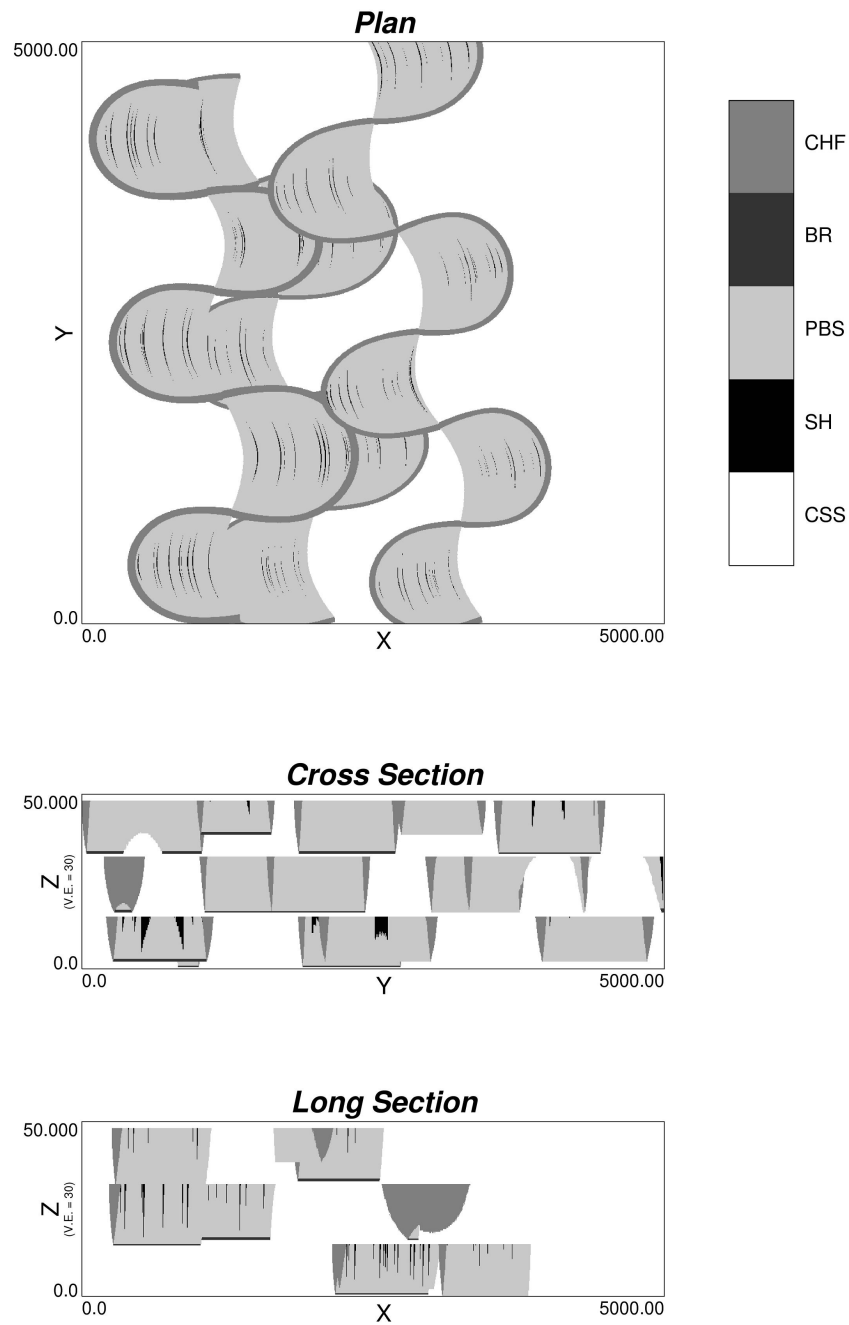 Plan
5000.00
Y
0.0
0.0
X
5000.00
CHF
BR
PBS
SH
CSS
Cross Section
50.000
Z
(V.E. = 30)
0.0
0.0
Y
5000.00
Long Section
50.000
Z
(V.E. = 30)
0.0
0.0
X
5000.00